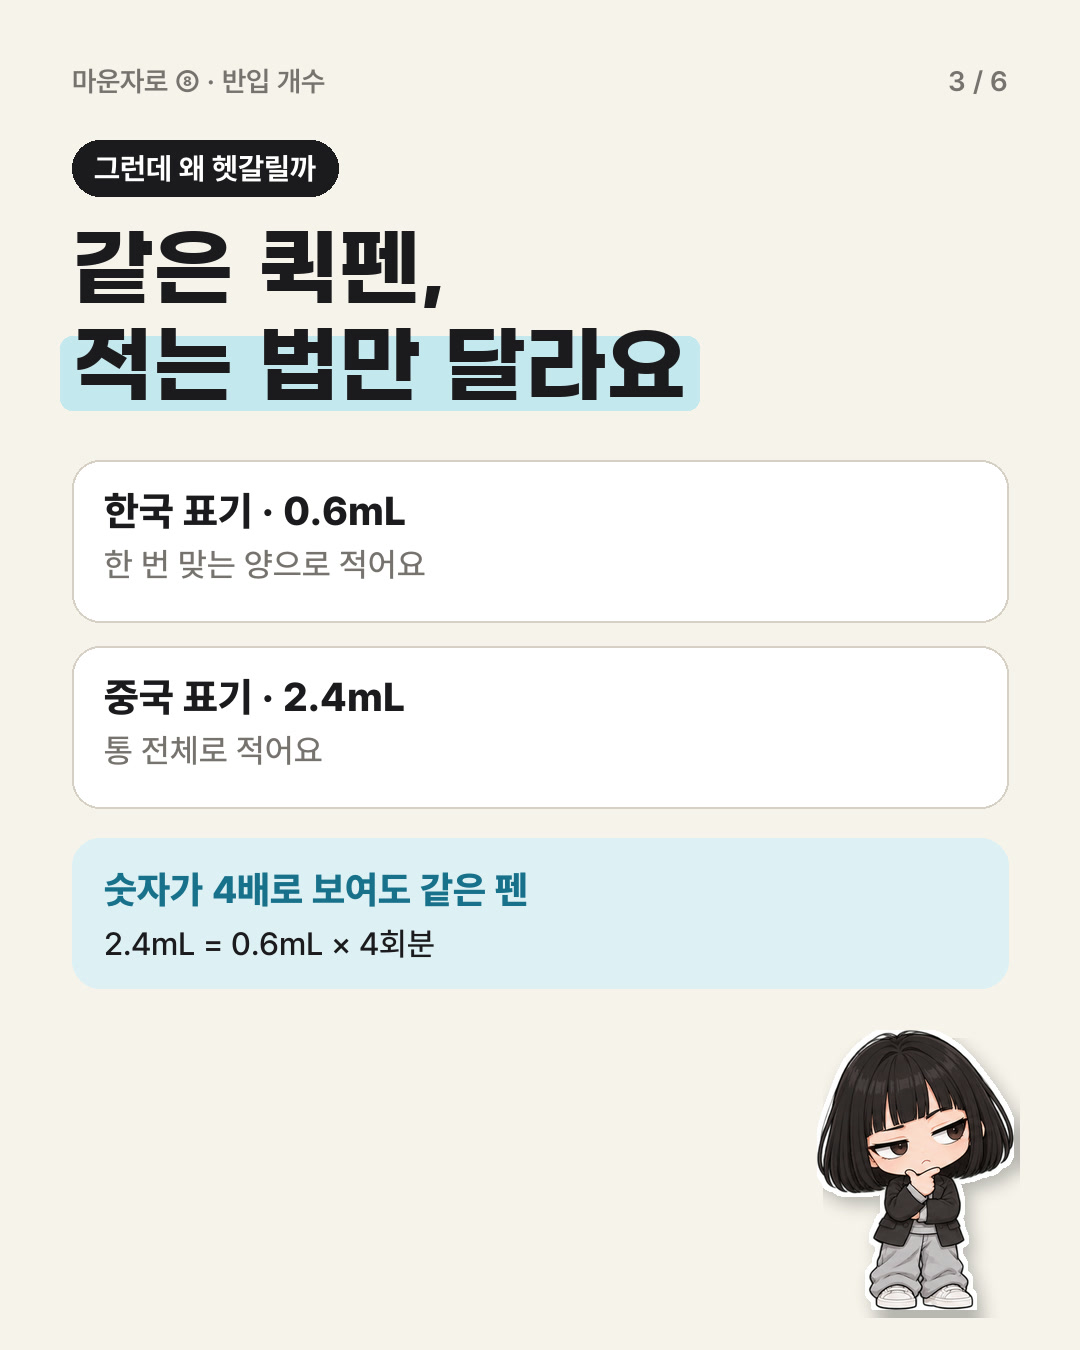 마운자로 ⑧ · 반입 개수
3 / 6
그런데 왜 헷갈릴까
같은 퀵펜,
적는 법만 달라요
한국 표기 · 0.6mL
한 번 맞는 양으로 적어요
중국 표기 · 2.4mL
통 전체로 적어요
숫자가 4배로 보여도 같은 펜
2.4mL = 0.6mL × 4회분